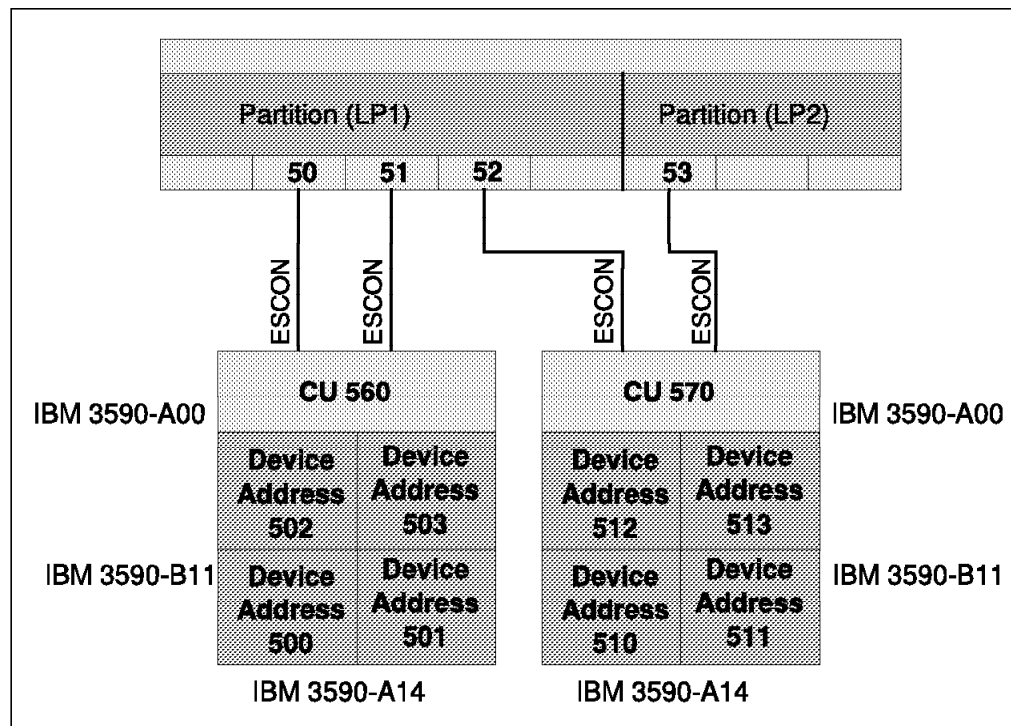 Partition (LP1)
Partition (LP2)
50
51
52
53
ESCON
ESCON
ESCON
ESCON
CU 560
CU 570
IBM 3590-A00
IBM 3590-A00
Device
Address
502
Device
Address
503
Device
Address
512
Device
Address
513
IBM 3590-B11
IBM 3590-B11
Device
Address
500
Device
Address
501
Device
Address
510
Device
Address
511
IBM 3590-A14
IBM 3590-A14